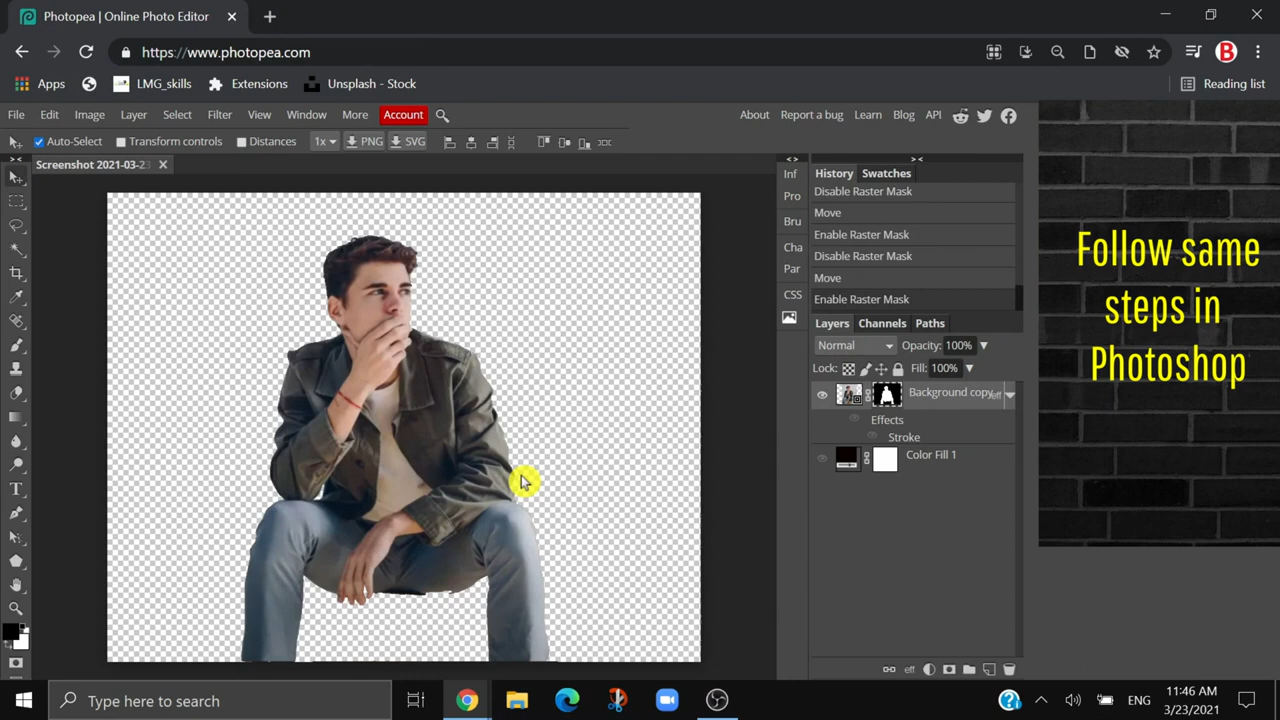 Photopea | Online Photo Editor
https://www.photopea.com
B
Apps
LMG_skills
Extensions
Unsplash - Stock
Reading list
File Edit Image Layer Select Filter View Window More Account
About Report a bug Learn Blog API
Auto-Select Transform controls Distances 1x PNG SVG
Screenshot 2021-03-23
Inf
Pro
Bru
Cha
Par
CSS
History Swatches
Disable Raster Mask
Move
Enable Raster Mask
Disable Raster Mask
Move
Enable Raster Mask
Layers Channels Paths
Normal Opacity: 100%
Lock: Fill: 100%
Background copy eff
Effects
Stroke
Color Fill 1
eff
Follow same
steps in
Photoshop
Type here to search
ENG
11:46 AM
3/23/2021